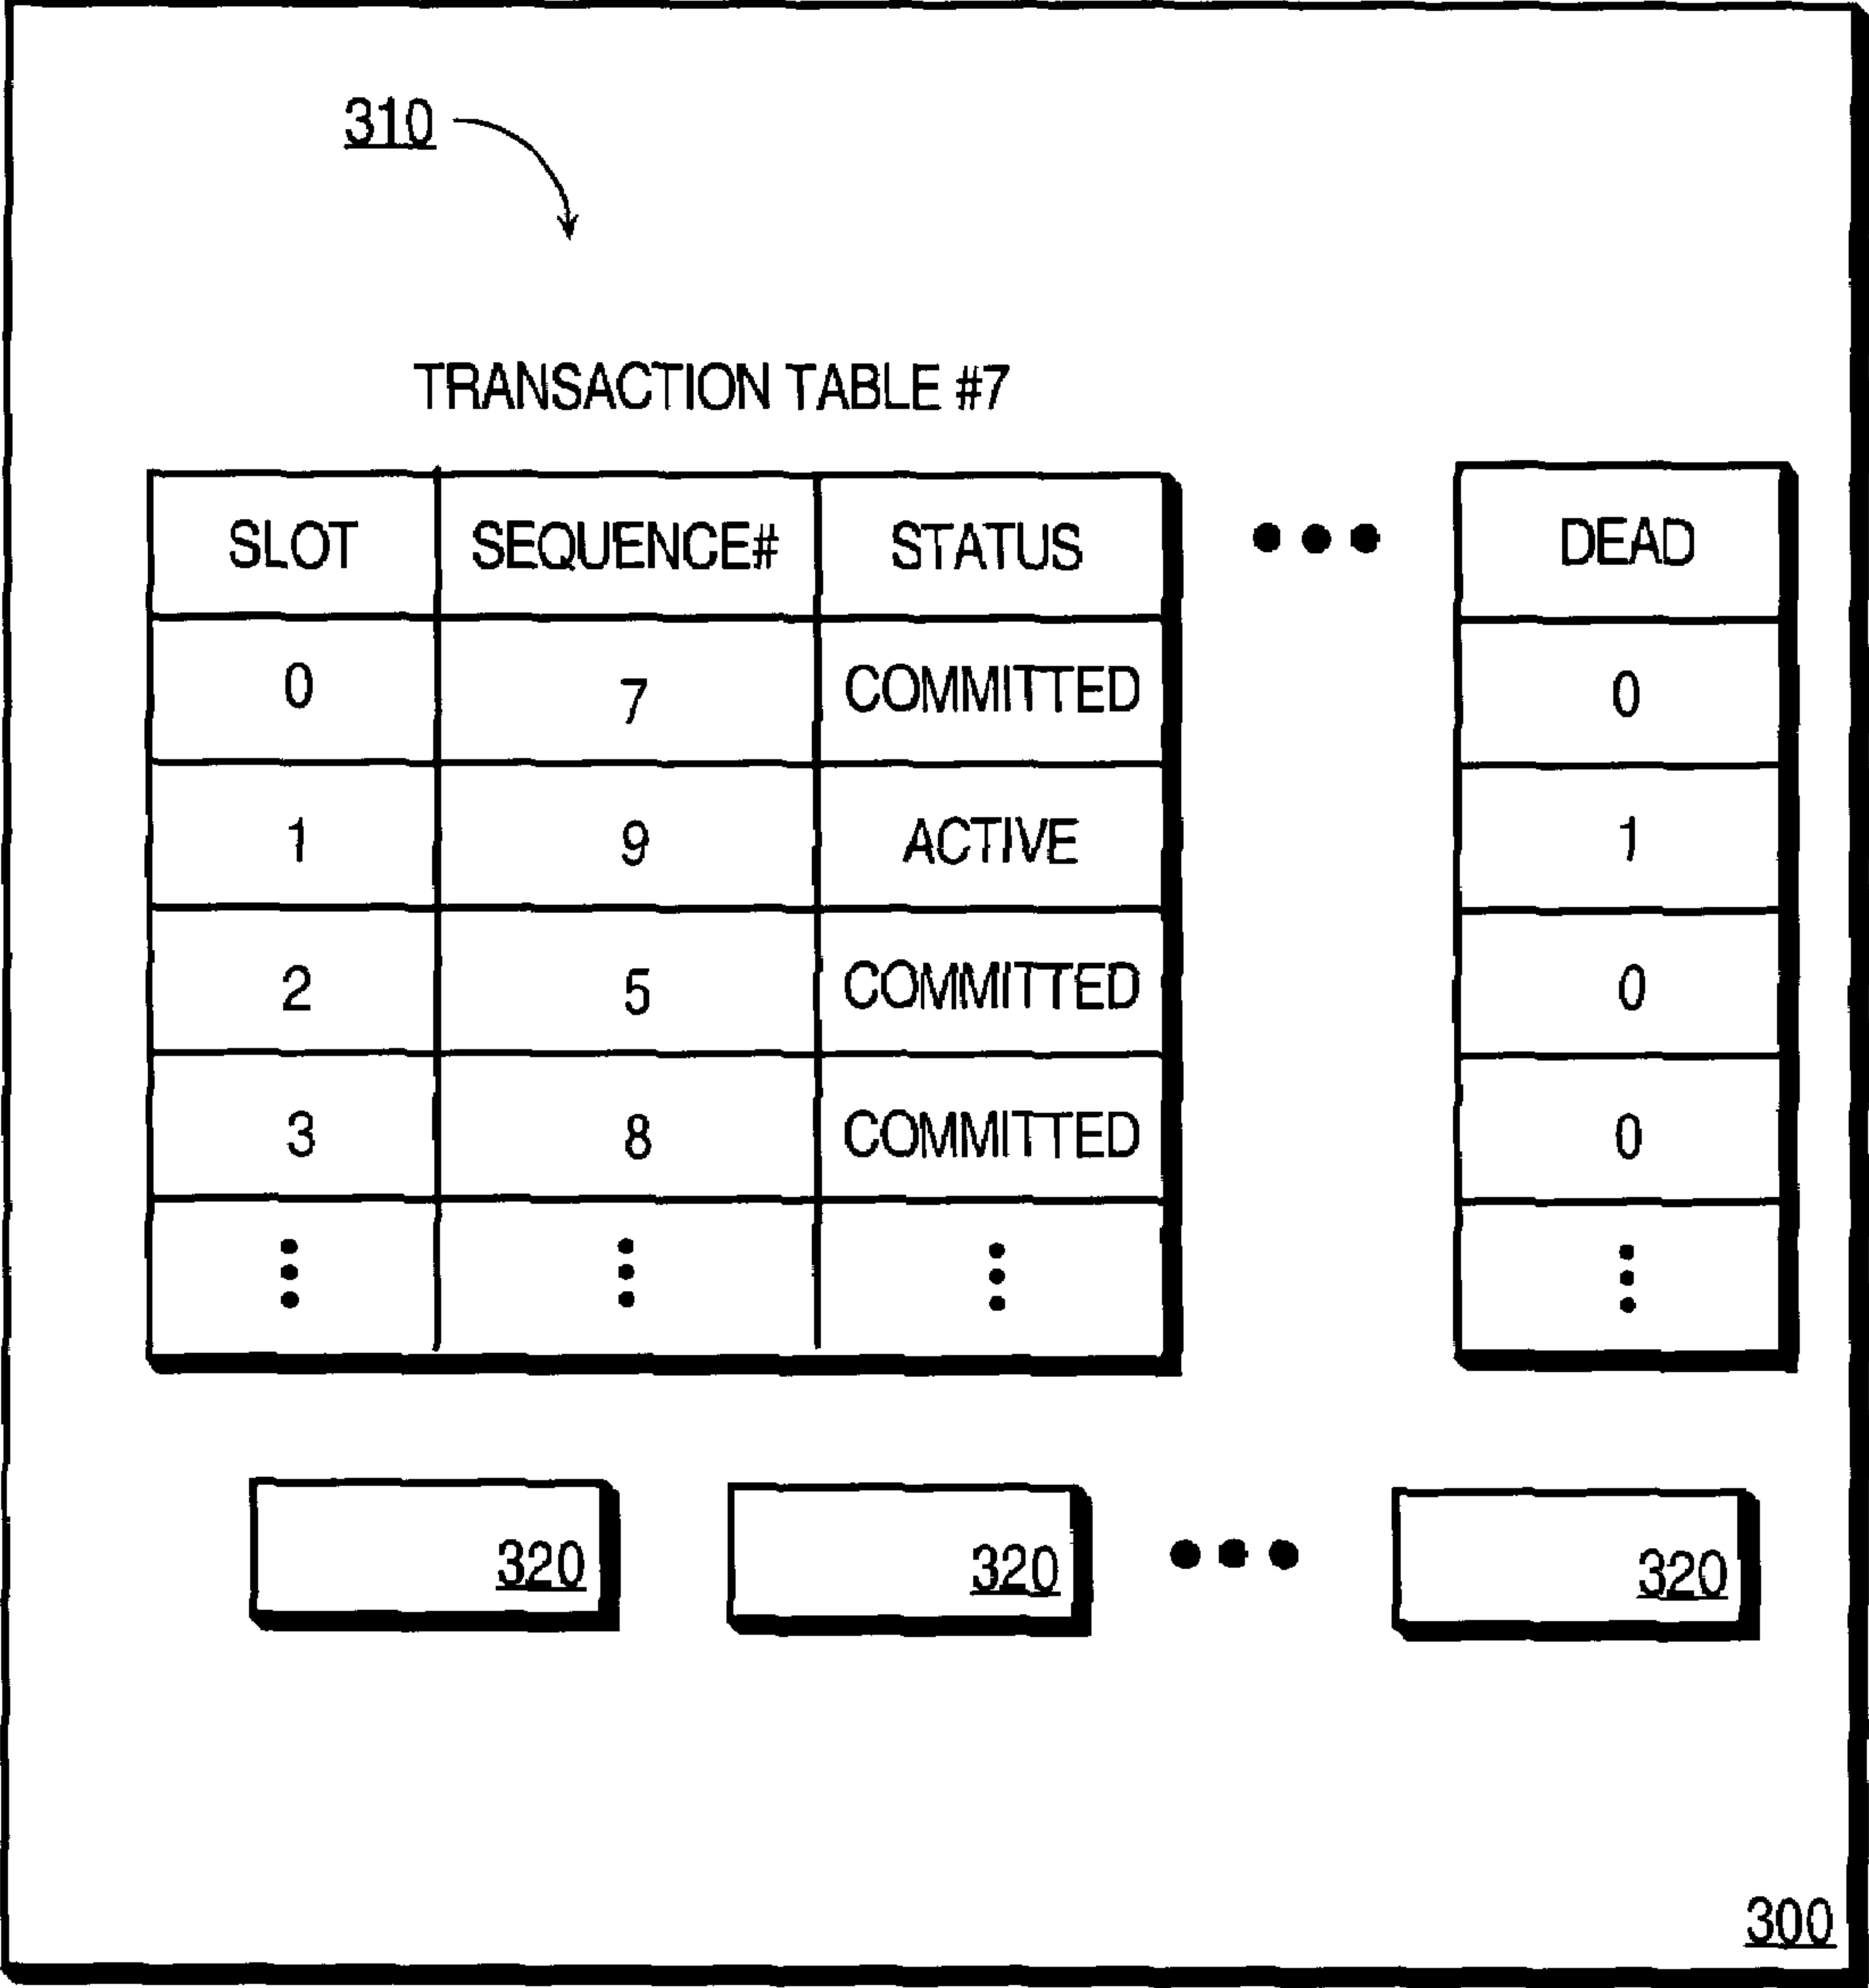 310
TRANSACTION TABLE #7
SLOT SEQUENCE# STATUS DEAD
0 7 COMMITTED 0
1 9 ACTIVE 1
2 5 COMMITTED 0
3 8 COMMITTED 0
320 320 320
300